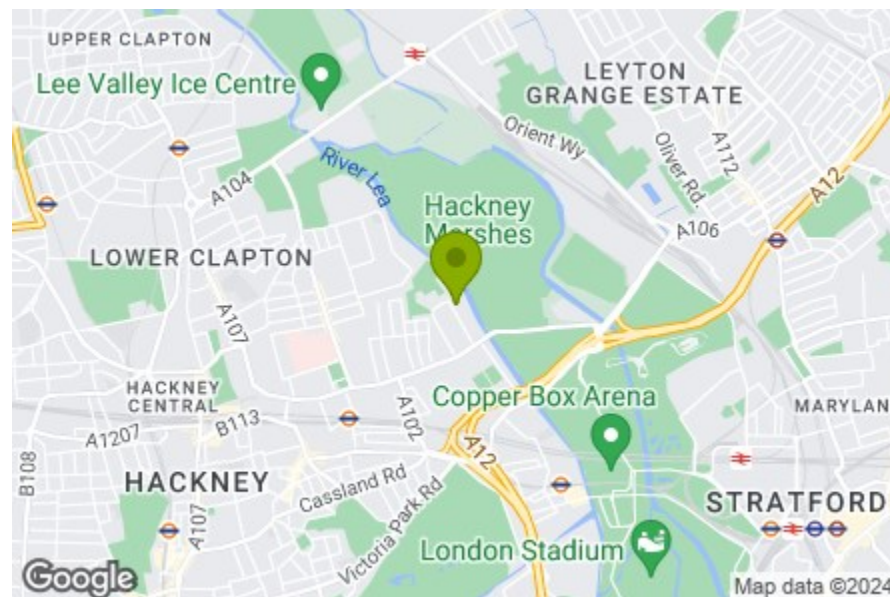 UPPER CLAPTON
Lee Valley Ice Centre
LEYTON
GRANGE ESTATE
Orient Wy
Oliver Rd.
A112
A12
River Lea
A104
Hackney
Marshes
A106
LOWER CLAPTON
A107
HACKNEY
CENTRAL
A102
Copper Box Arena
MARYLAN
A1207
B113
A12
B108
HACKNEY
Cassland Rd
STRATFORD
A107
Victoria Park Rd
London Stadium
Google
Map data ©2024